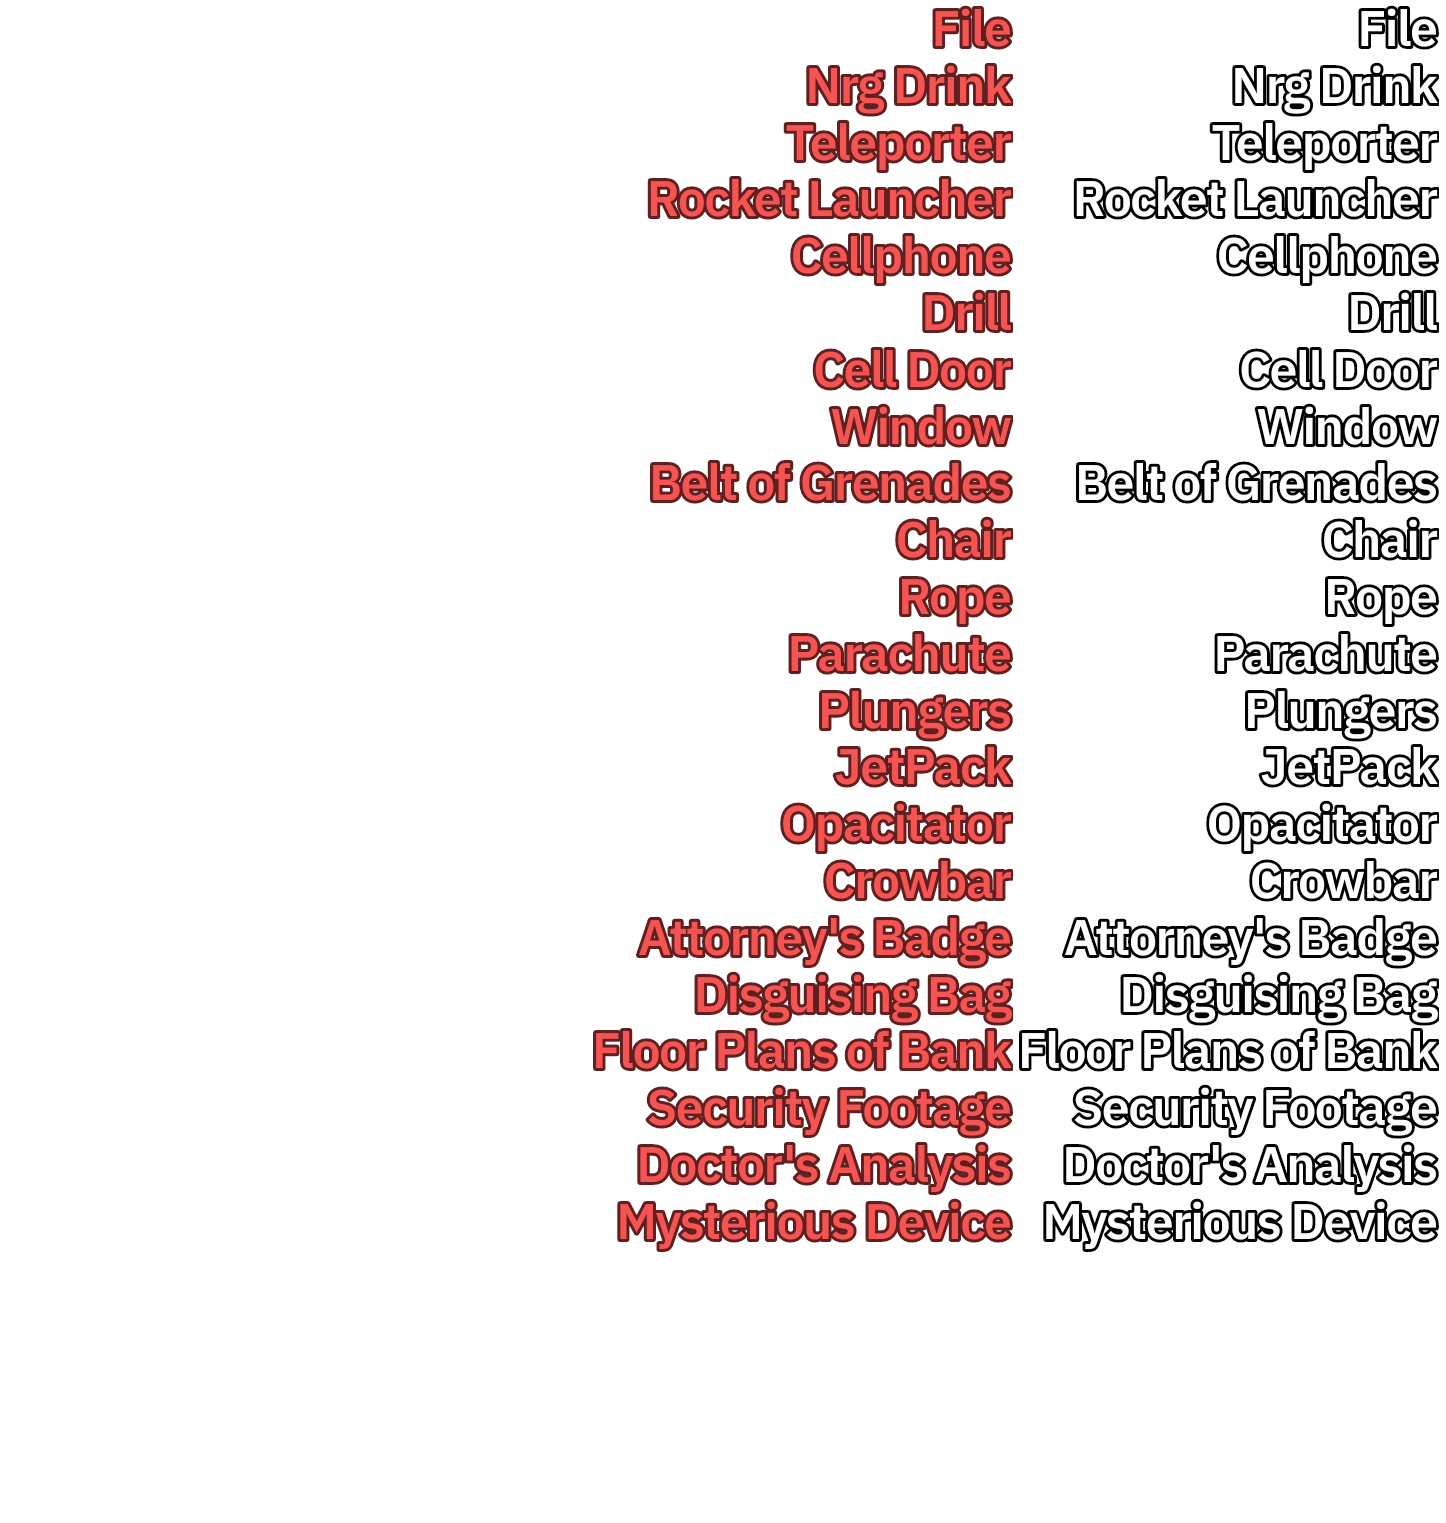 File File
Nrg Drink Nrg Drink
Teleporter Teleporter
Rocket Launcher Rocket Launcher
Cellphone Cellphone
Drill Drill
Cell Door Cell Door
Window Window
Belt of Grenades Belt of Grenades
Chair Chair
Rope Rope
Parachute Parachute
Plungers Plungers
JetPack JetPack
Opacitator Opacitator
Crowbar Crowbar
Attorney's Badge Attorney's Badge
Disguising Bag Disguising Bag
Floor Plans of Bank Floor Plans of Bank
Security Footage Security Footage
Doctor's Analysis Doctor's Analysis
Mysterious Device Mysterious Device